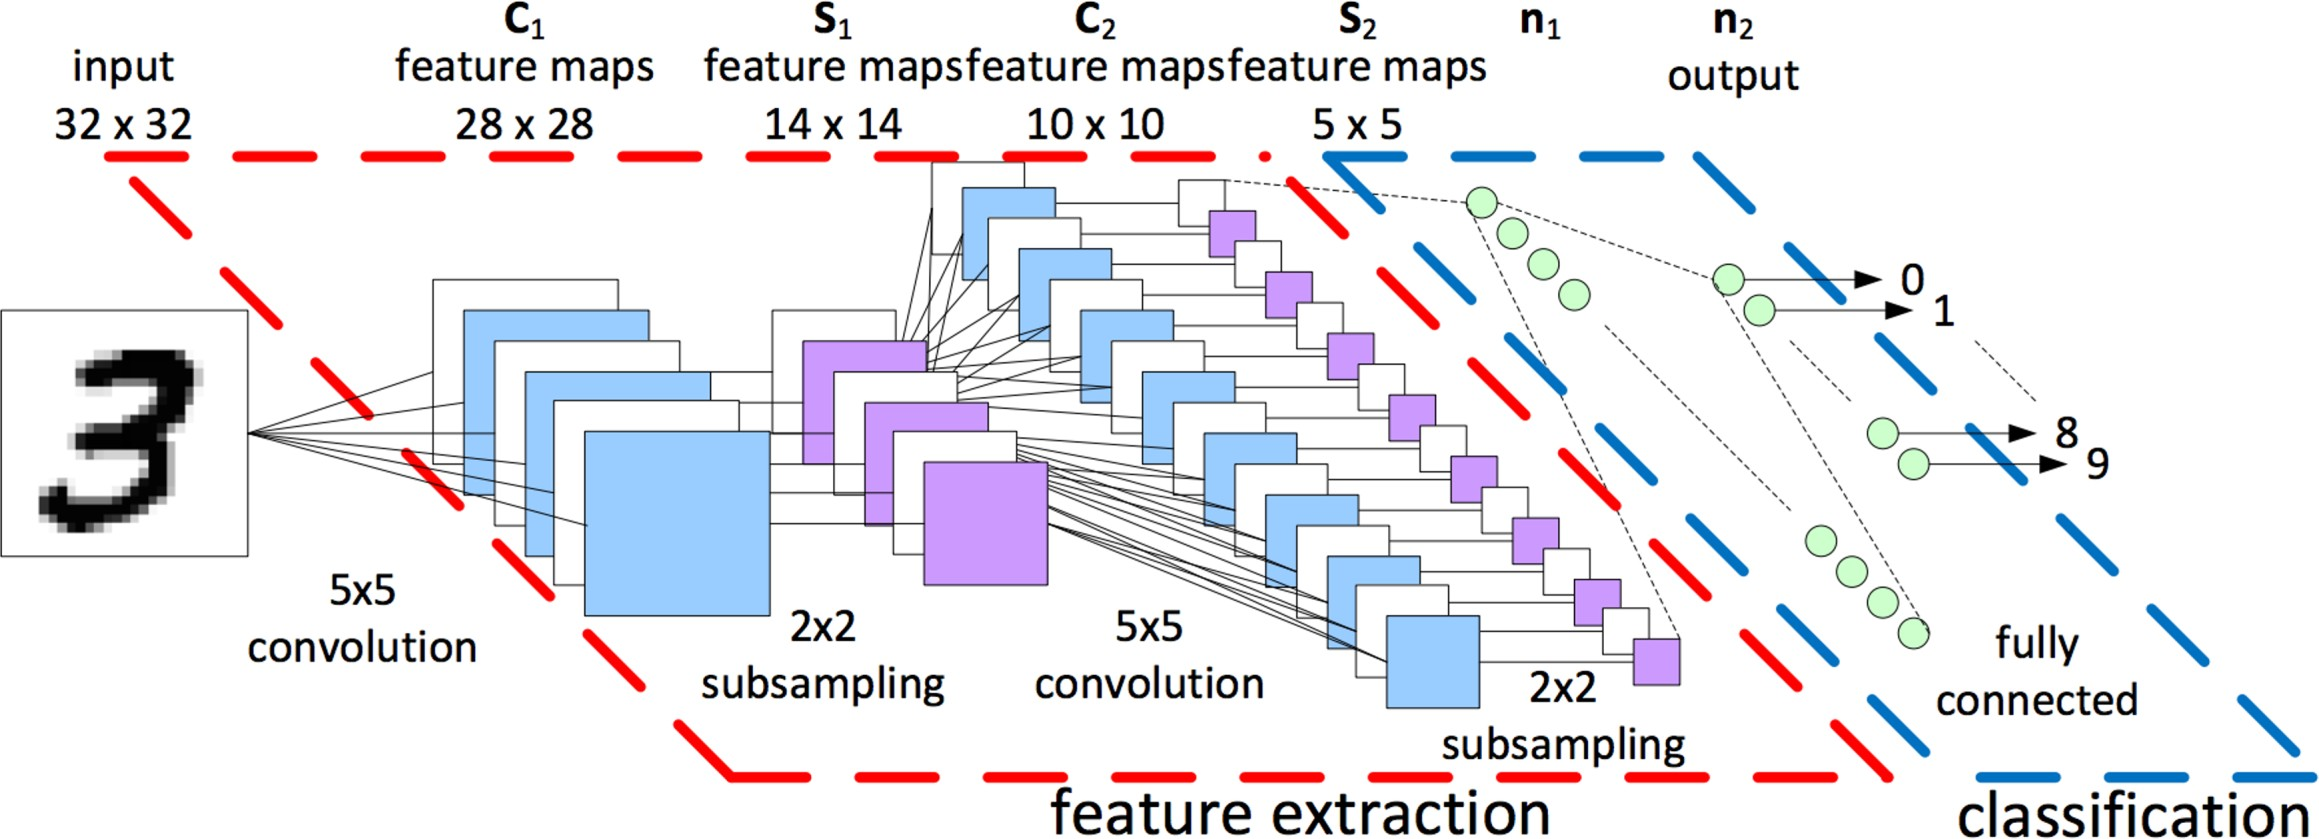 C1
S1
C2
S2
n1
n2
input
feature maps
feature maps
feature maps
feature maps
output
32 x 32
28 x 28
14 x 14
10 x 10
5 x 5
3
0
1
8
9
5x5
convolution
2x2
subsampling
5x5
convolution
2x2
subsampling
fully
connected
feature extraction
classification